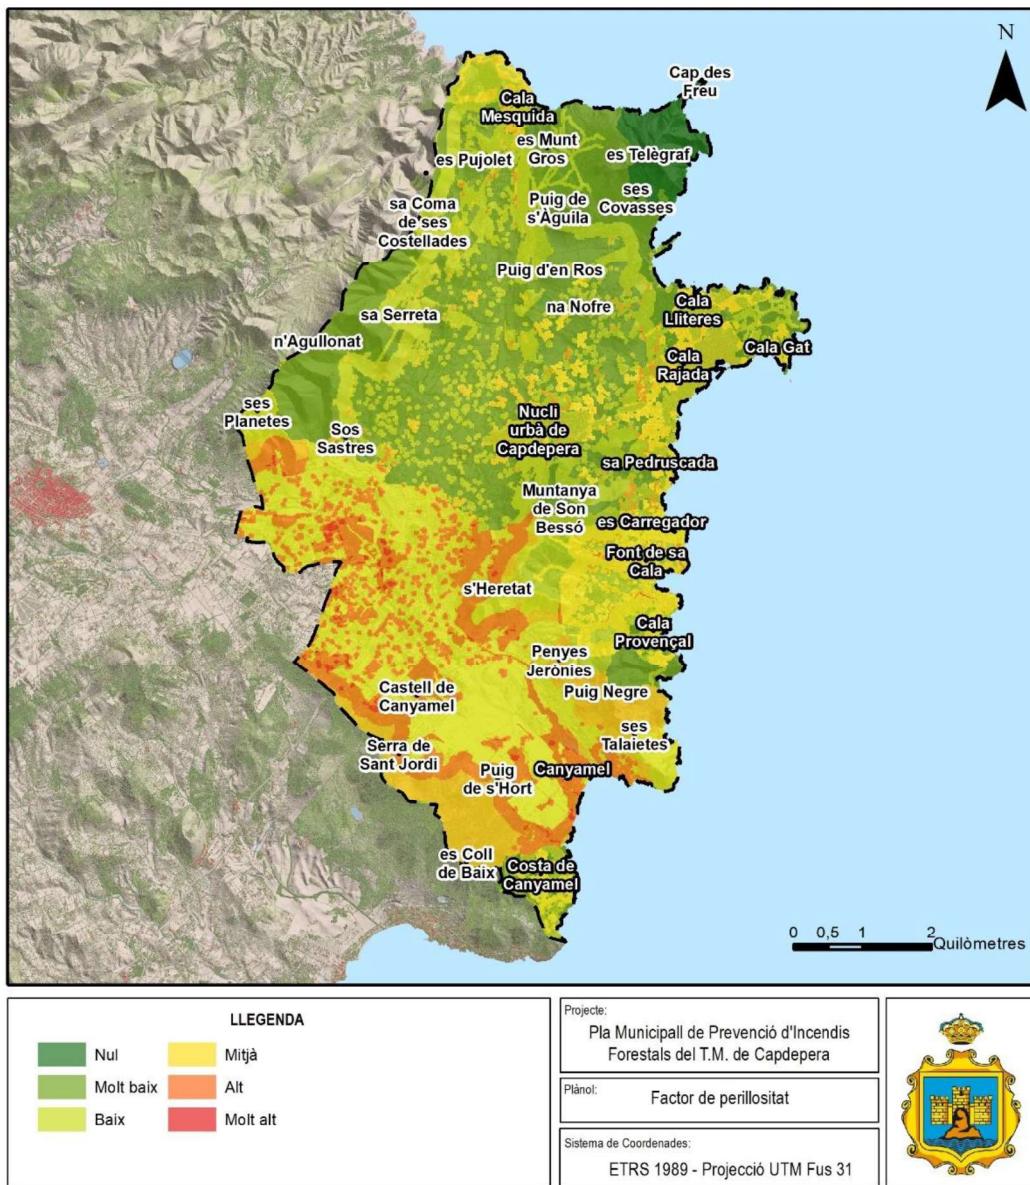 N
Cap des
Freu
Cala
Mesquida
es Munt
Gros
es Pujolet
es Telègraf
ses
Covasses
sa Coma
de ses
Costellades
Puig de
s'Àguila
Puig d'en Ros
na Nofre
Cala
Lliteres
sa Serreta
n'Agullonat
Cala Gat
Cala
Rajada
ses
Planetes
Sos
Sastres
Nucli
urbà de
Capdepera
sa Pedruscada
Muntanya
de Son
Bessó
es Carregador
Font de sa
Cala
s'Heretat
Cala
Provençal
Penyes
Jerònies
Puig Negre
Castell de
Canyamel
ses
Talaietes
Serra de
Sant Jordi
Puig
de s'Hort
Canyamel
es Coll
de Baix
Costa de
Canyamel
0 0,5 1 2
Quilòmetres
LLEGENDA
Nul
Molt baix
Baix
Mitjà
Alt
Molt alt
Projecte:
Pla Municipall de Prevenció d'Incendis
Forestals del T.M. de Capdepera
Plànol:
Factor de perillositat
Sistema de Coordenades:
ETRS 1989 - Projecció UTM Fus 31